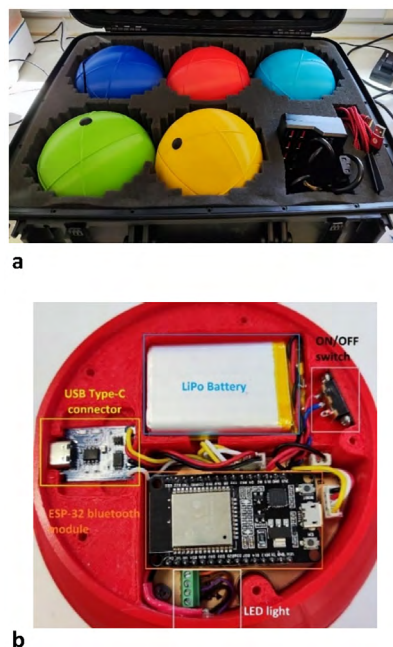 a
ON/OFF
switch
LiPo Battery
USB Type-C
connector
ESP-32 bluetooth
module
LED light
b